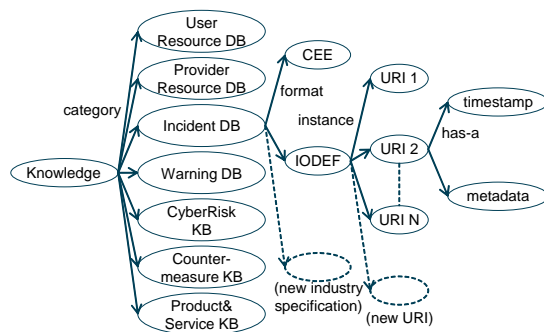 User
Resource DB
Provider
Resource DB
category
Incident DB
Knowledge
Warning DB
CyberRisk
KB
Counter-
measure KB
Product&
Service KB
CEE
format
instance
IODEF
(new industry
specification)
URI 1
URI 2
URI N
(new URI)
has-a
timestamp
metadata